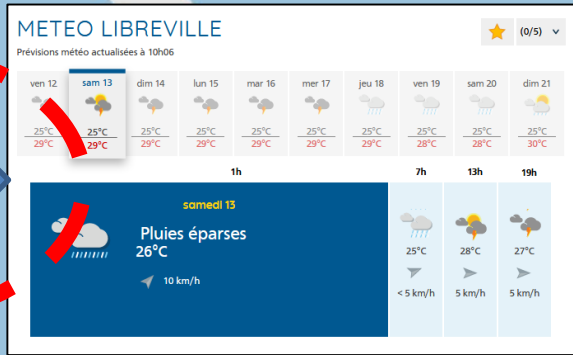 METEO LIBREVILLE
(0/5)
Prévisions météo actualisées à 10h06
ven 12 sam 13 dim 14 lun 15 mar 16 mer 17 jeu 18 ven 19 sam 20 dim 21
25°C 25°C 25°C 25°C 25°C 25°C 25°C 25°C 25°C 25°C
29°C 29°C 29°C 29°C 29°C 29°C 29°C 28°C 28°C 30°C
1h 7h 13h 19h
samedi 13
Pluies éparses
26°C
10 km/h
25°C 28°C 27°C
< 5 km/h 5 km/h 5 km/h